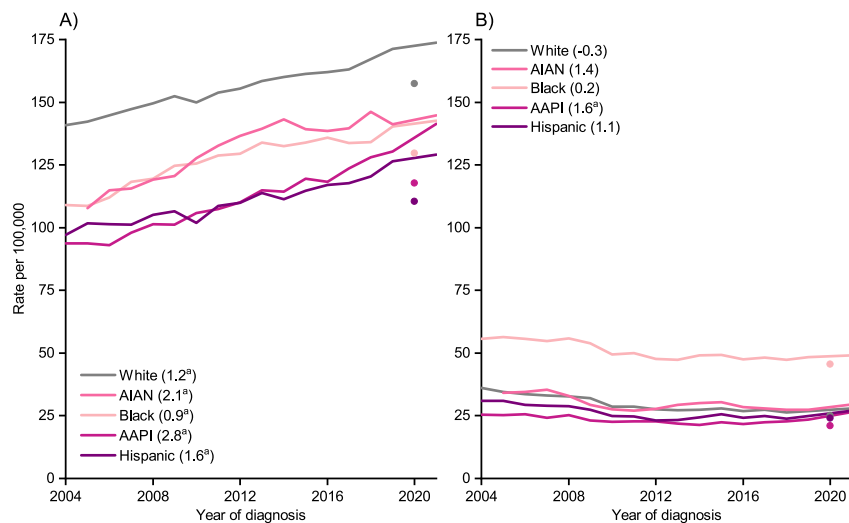 A)
175
150
125
100
75
50
25
0
Rate per 100,000
White (1.2ᵃ)
AIAN (2.1ᵃ)
Black (0.9ᵃ)
AAPI (2.8ᵃ)
Hispanic (1.6ᵃ)
2004 2008 2012 2016 2020
Year of diagnosis
B)
175
150
125
100
75
50
25
0
White (-0.3)
AIAN (1.4)
Black (0.2)
AAPI (1.6ᵃ)
Hispanic (1.1)
2004 2008 2012 2016 2020
Year of diagnosis